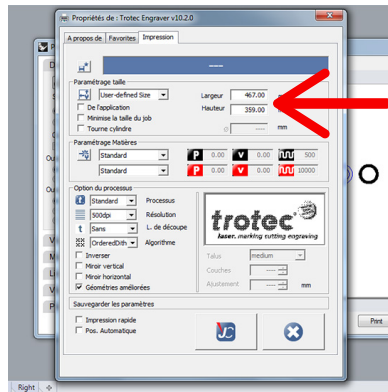 Propriétés de : Trotec Engraver v10.2.0
A propos de Favorites Impression
----
Paramétrage taille
User-defined Size Largeur 467.00
De l'application Hauteur 359.00
Minimise la taille du job
Tourne cylindre ø ---- mm
Paramétrage Matières
Standard P 0.00 V 0.00 500
Standard P 0.00 V 0.00 10000
Option du processus
Standard Processus
500dpi Résolution
t Sans L. de découpe
OrderedDith Algorithme
trotec
laser. marking cutting engraving
Inverser Talus medium
Miroir vertical
Miroir horizontal Couches ----
Géométries améliorées Ajustement ---- mm
Sauvegarder les paramètres
Impression rapide
Pos. Automatique
JC
Print
Right